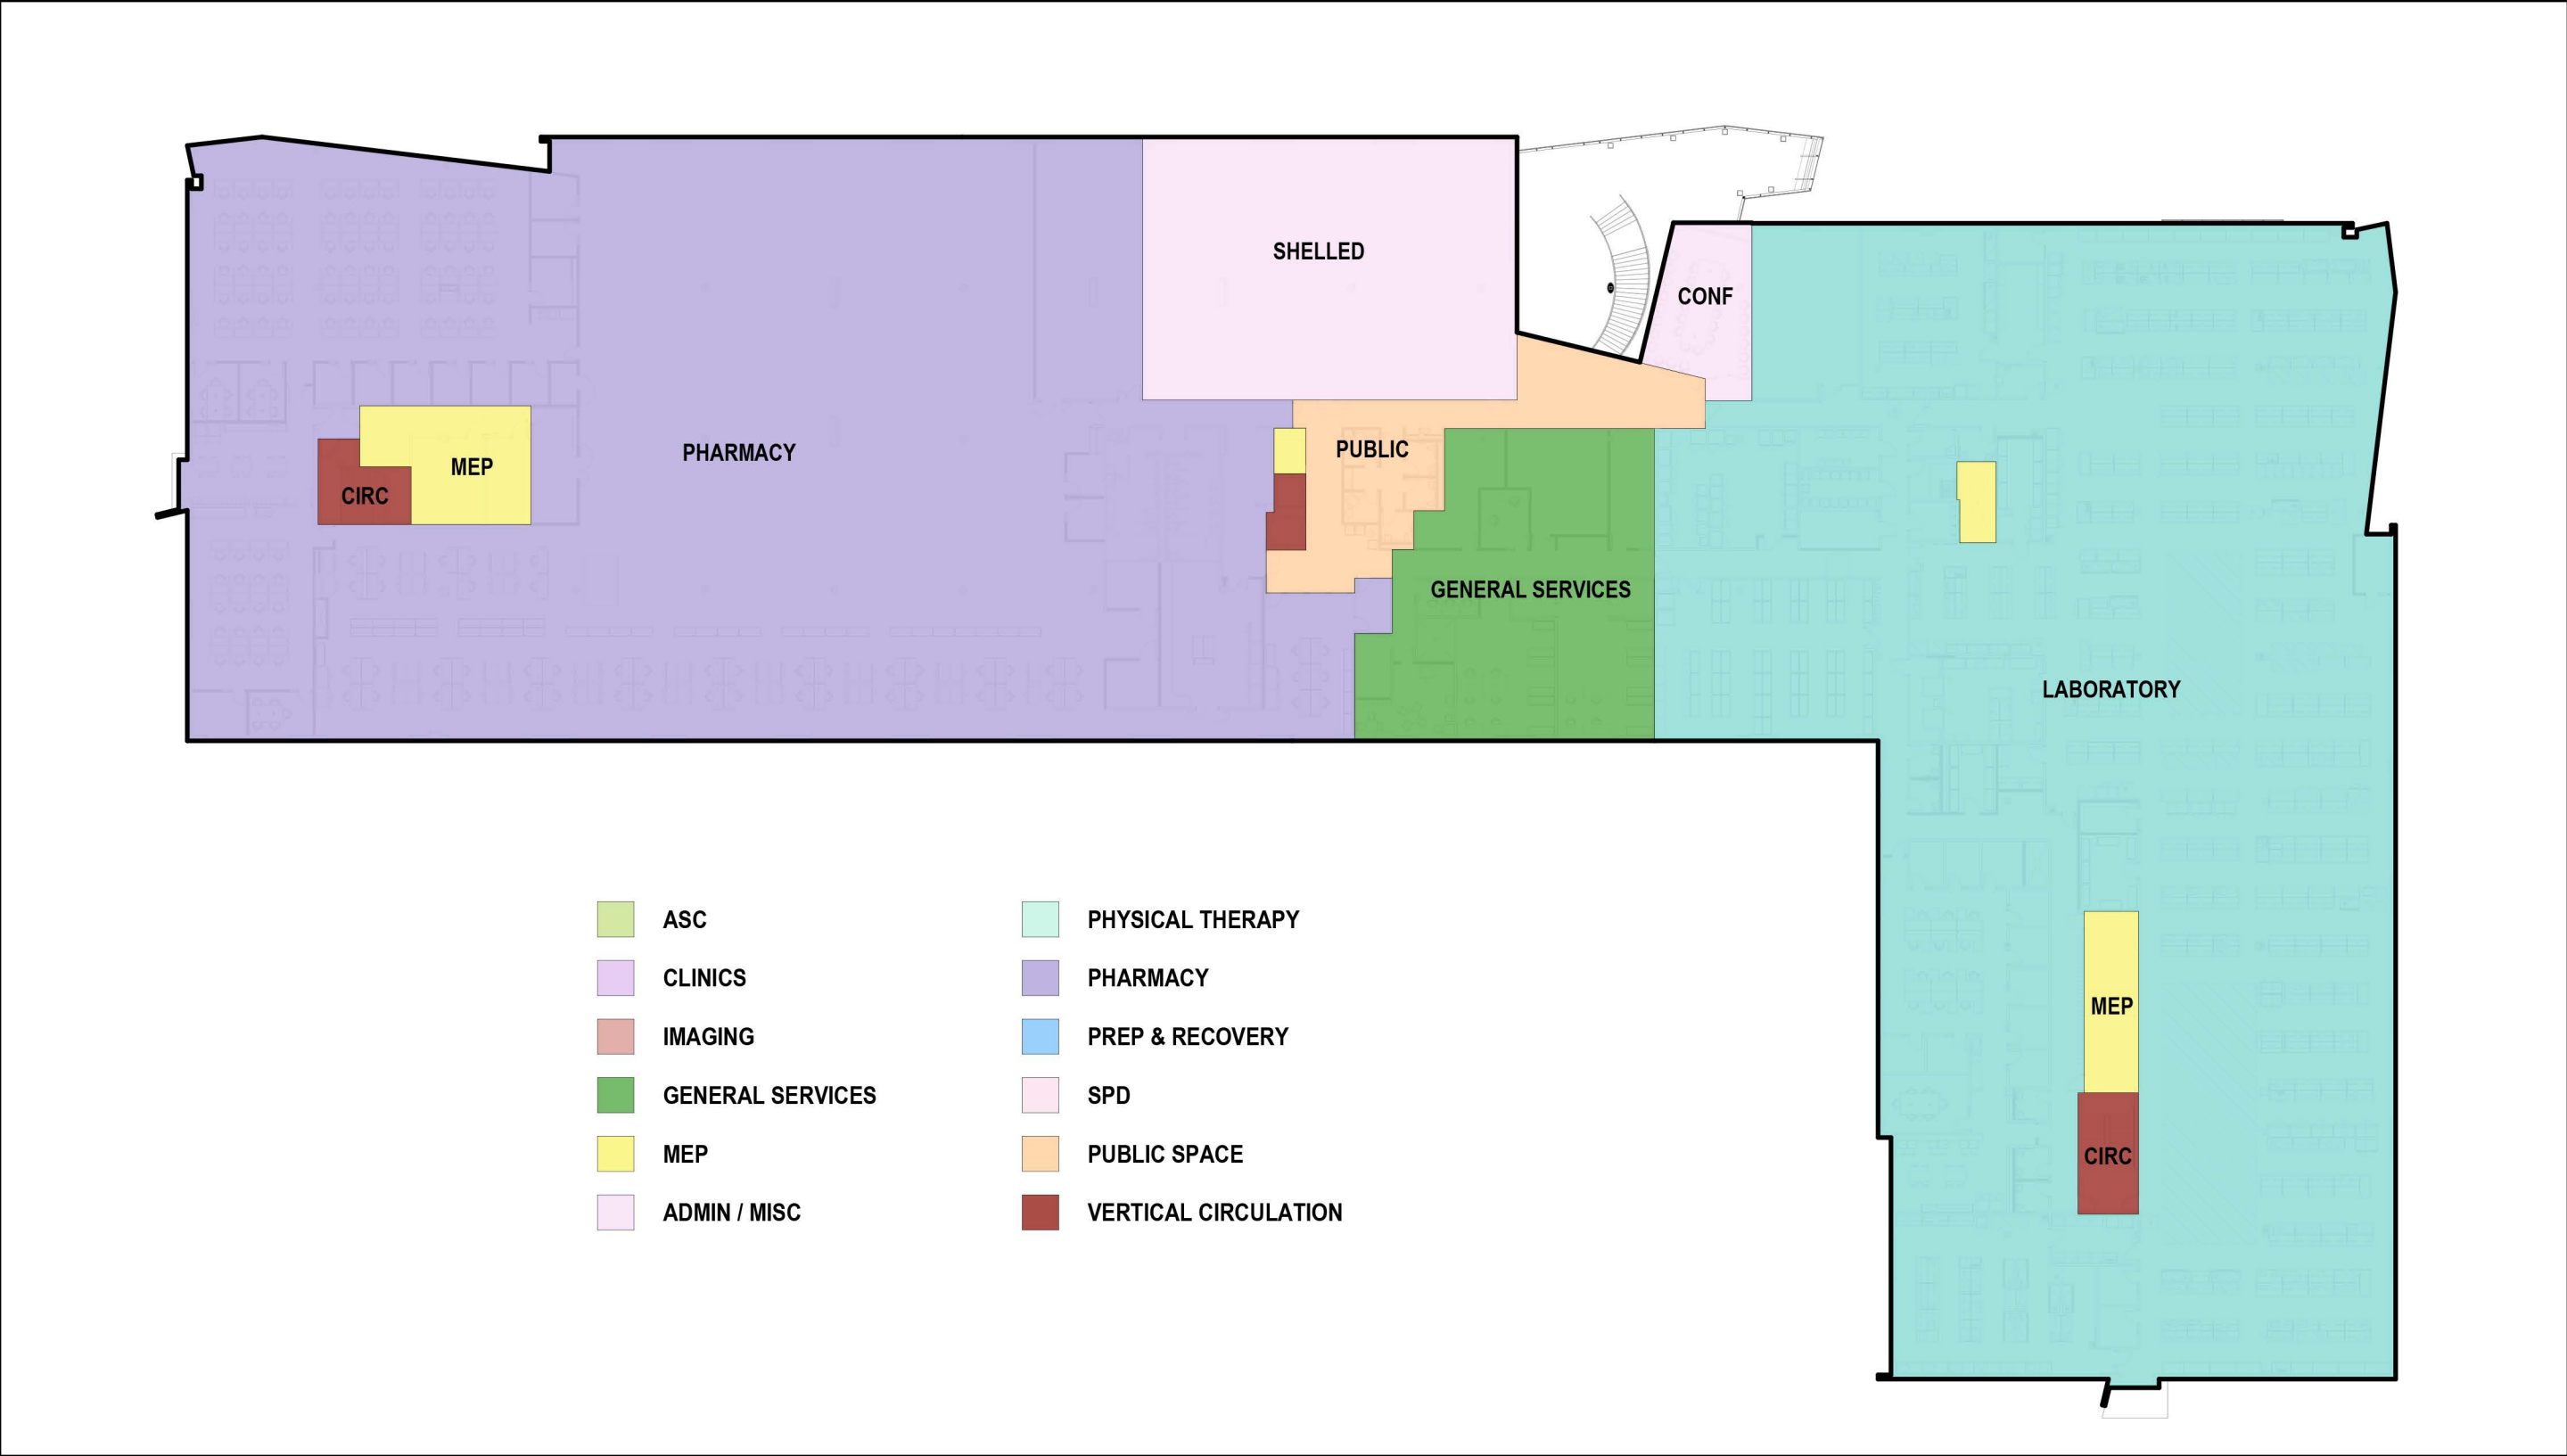 SHELLED
CONF
PHARMACY
PUBLIC
MEP
CIRC
GENERAL SERVICES
LABORATORY
MEP
CIRC
ASC
CLINICS
IMAGING
GENERAL SERVICES
MEP
ADMIN / MISC
PHYSICAL THERAPY
PHARMACY
PREP & RECOVERY
SPD
PUBLIC SPACE
VERTICAL CIRCULATION